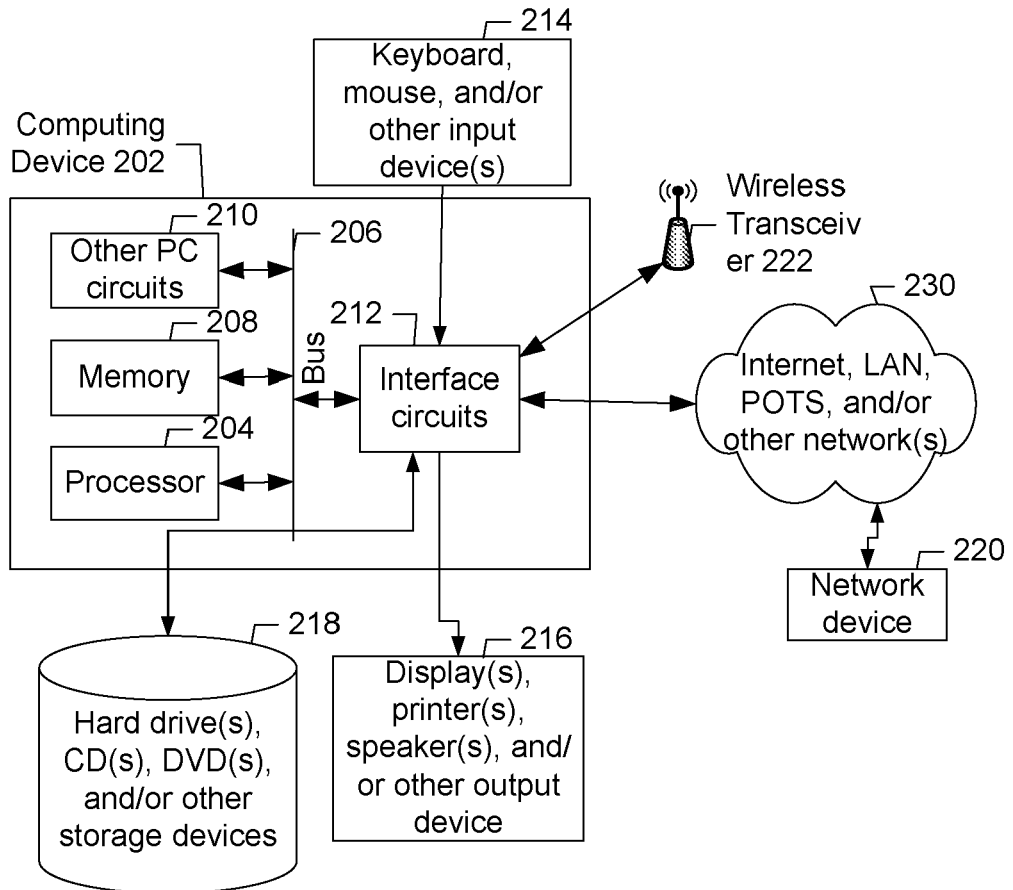 214
Keyboard,
mouse, and/or
other input
device(s)
Computing
Device 202
Wireless
Transceiv
er 222
210
Other PC
circuits
206
208
Memory
204
Processor
Bus
212
Interface
circuits
230
Internet, LAN,
POTS, and/or
other network(s)
220
Network
device
218
Hard drive(s),
CD(s), DVD(s),
and/or other
storage devices
216
Display(s),
printer(s),
speaker(s), and/
or other output
device